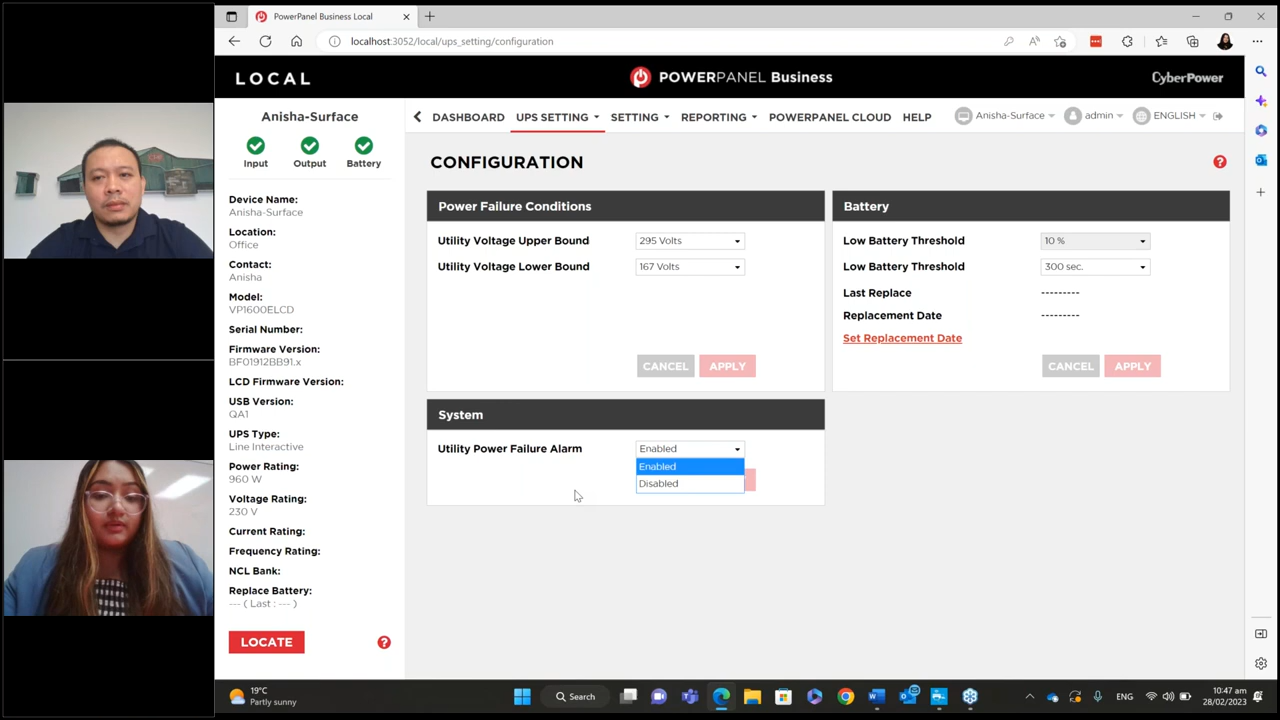 PowerPanel Business Local
localhost:3052/local/ups_setting/configuration
LOCAL
POWERPANEL Business
CyberPower
Anisha-Surface
DASHBOARD
UPS SETTING
SETTING
REPORTING
POWERPANEL CLOUD
HELP
Anisha-Surface
admin
ENGLISH
Input
Output
Battery
Device Name:
Anisha-Surface
Location:
Office
Contact:
Anisha
Model:
VP1600ELCD
Serial Number:
Firmware Version:
BF01912BB91.x
LCD Firmware Version:
USB Version:
QA1
UPS Type:
Line Interactive
Power Rating:
960 W
Voltage Rating:
230 V
Current Rating:
Frequency Rating:
NCL Bank:
Replace Battery:
--- ( Last : --- )
LOCATE
?
CONFIGURATION
?
Power Failure Conditions
Utility Voltage Upper Bound
295 Volts
Utility Voltage Lower Bound
167 Volts
CANCEL
APPLY
Battery
Low Battery Threshold
10 %
Low Battery Threshold
300 sec.
Last Replace
---------
Replacement Date
---------
Set Replacement Date
CANCEL
APPLY
System
Utility Power Failure Alarm
Enabled
Enabled
Disabled
19°C
Partly sunny
Search
ENG
10:47 am
28/02/2023